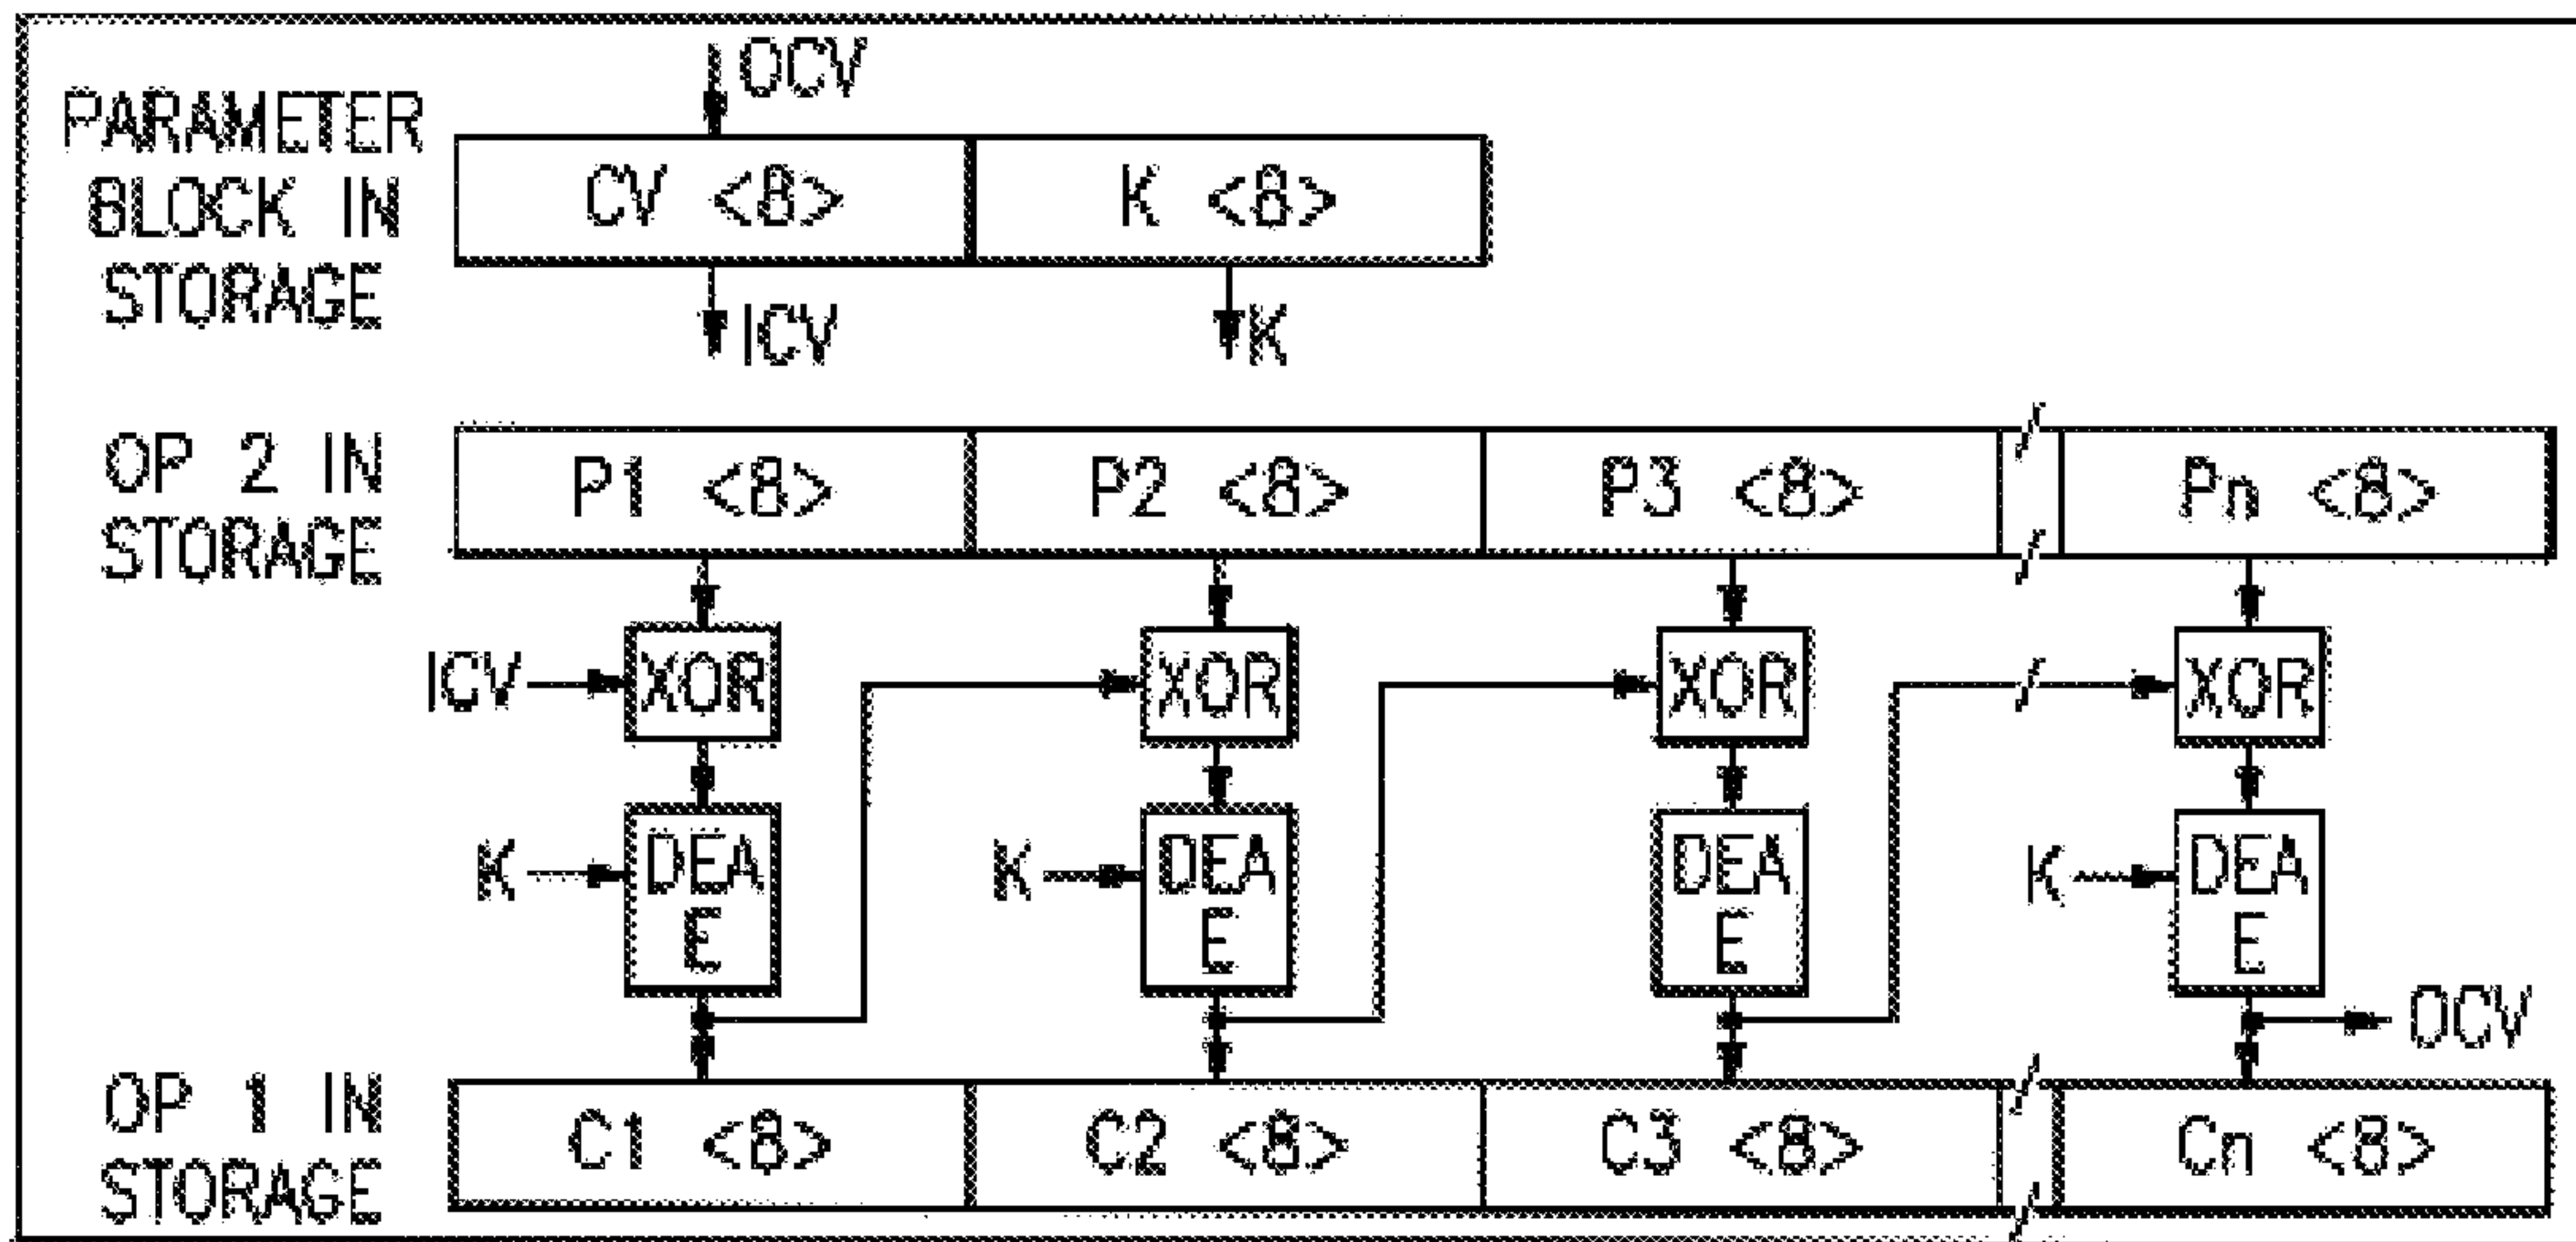 OCV
PARAMETER
BLOCK IN
STORAGE
CV <8>
K <8>
ICV
K
OP 2 IN
STORAGE
P1 <8>
P2 <8>
P3 <8>
Pn <8>
ICV
XOR
XOR
XOR
XOR
K
DEA
E
K
DEA
E
DEA
E
K
DEA
E
OCV
OP 1 IN
STORAGE
C1 <8>
C2 <8>
C3 <8>
Cn <8>